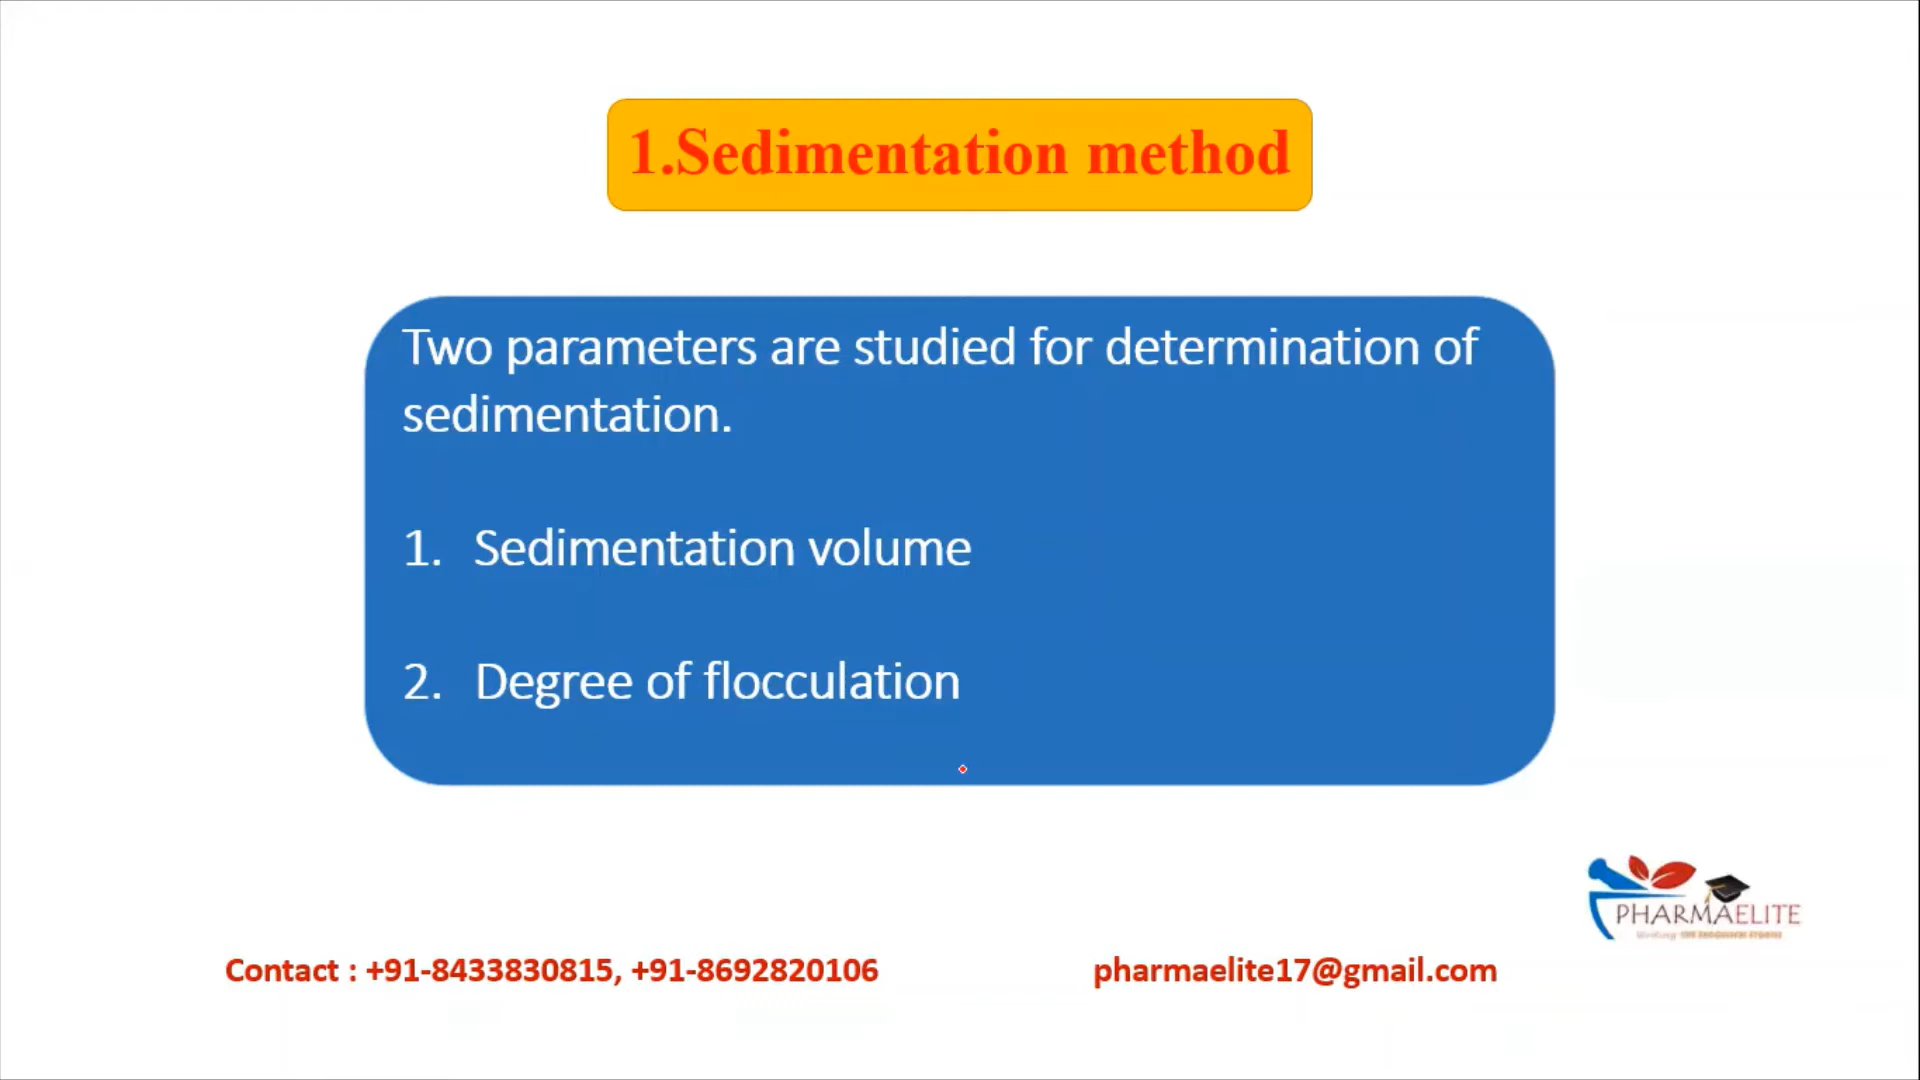 1.Sedimentation method
Two parameters are studied for determination of
sedimentation.
1. Sedimentation volume
2. Degree of flocculation
PHARMAELITE
Contact : +91-8433830815, +91-8692820106
pharmaelite17@gmail.com